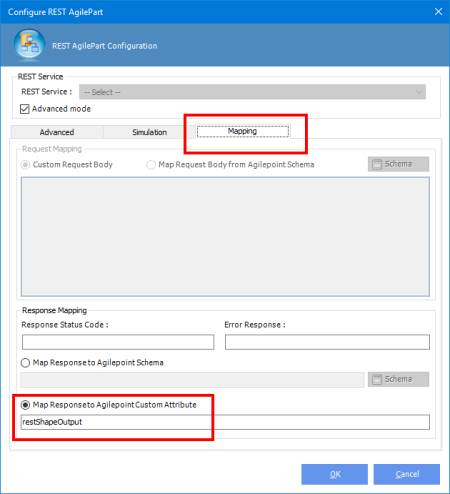 Configure REST AgilePart
REST AgilePart Configuration
REST Service
REST Service :
-- Select --
Advanced mode
Advanced
Simulation
Mapping
Request Mapping
Custom Request Body
Map Request Body from Agilepoint Schema
Schema
Response Mapping
Response Status Code :
Error Response :
Map Response to Agilepoint Schema
Schema
Map Response to Agilepoint Custom Attribute
restShapeOutput
OK
Cancel